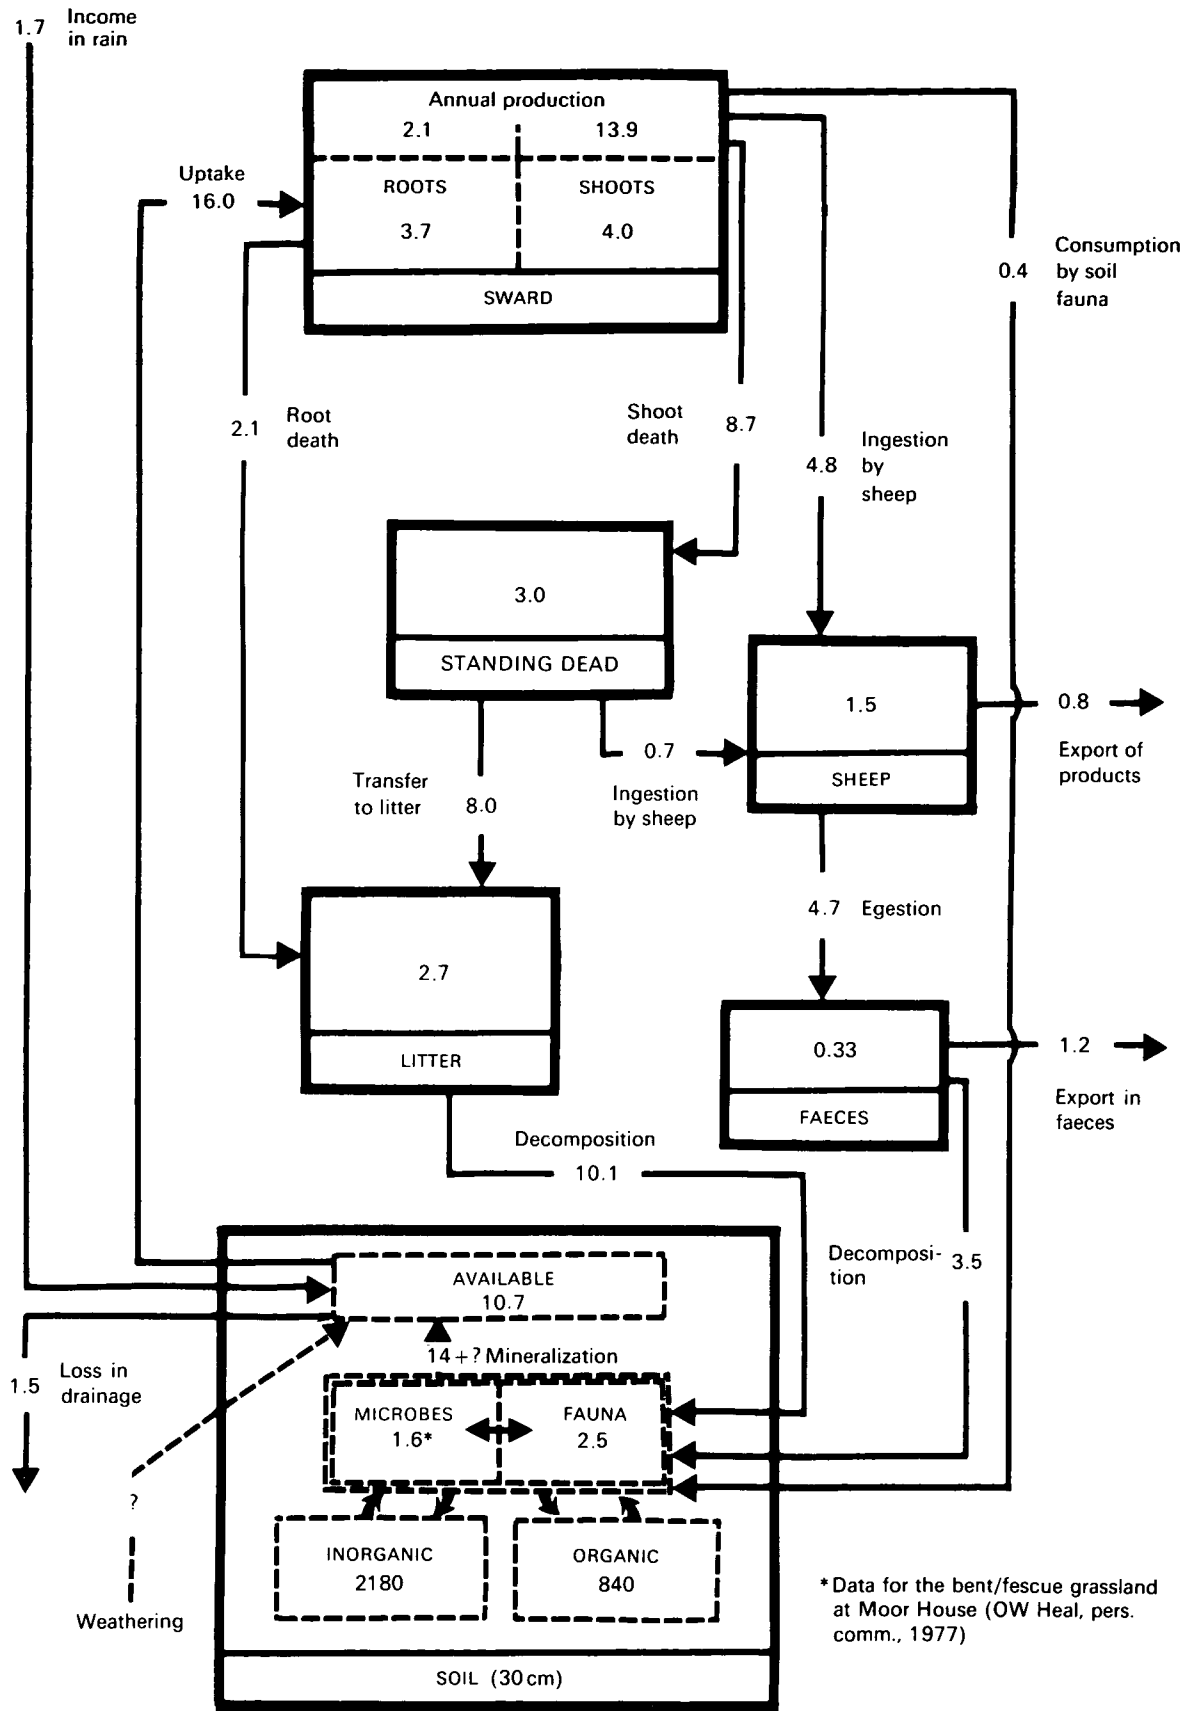 1.7 Income
in rain
Annual production
2.1 13.9
ROOTS SHOOTS
3.7 4.0
SWARD
Uptake
16.0
Consumption
0.4 by soil
fauna
2.1 Root
death
Shoot
death 8.7
Ingestion
4.8 by
sheep
3.0
STANDING DEAD
1.5
SHEEP
0.8
Export of
products
0.7
Ingestion
by sheep
Transfer
to litter 8.0
4.7 Egestion
2.7
LITTER
0.33
FAECES
1.2
Export in
faeces
Decomposition
10.1
Decomposi-
tion 3.5
AVAILABLE
10.7
14 + ? Mineralization
1.5 Loss in
drainage
MICROBES FAUNA
1.6* 2.5
?
INORGANIC ORGANIC
2180 840
Weathering
SOIL (30 cm)
* Data for the bent/fescue grassland
at Moor House (OW Heal, pers.
comm., 1977)